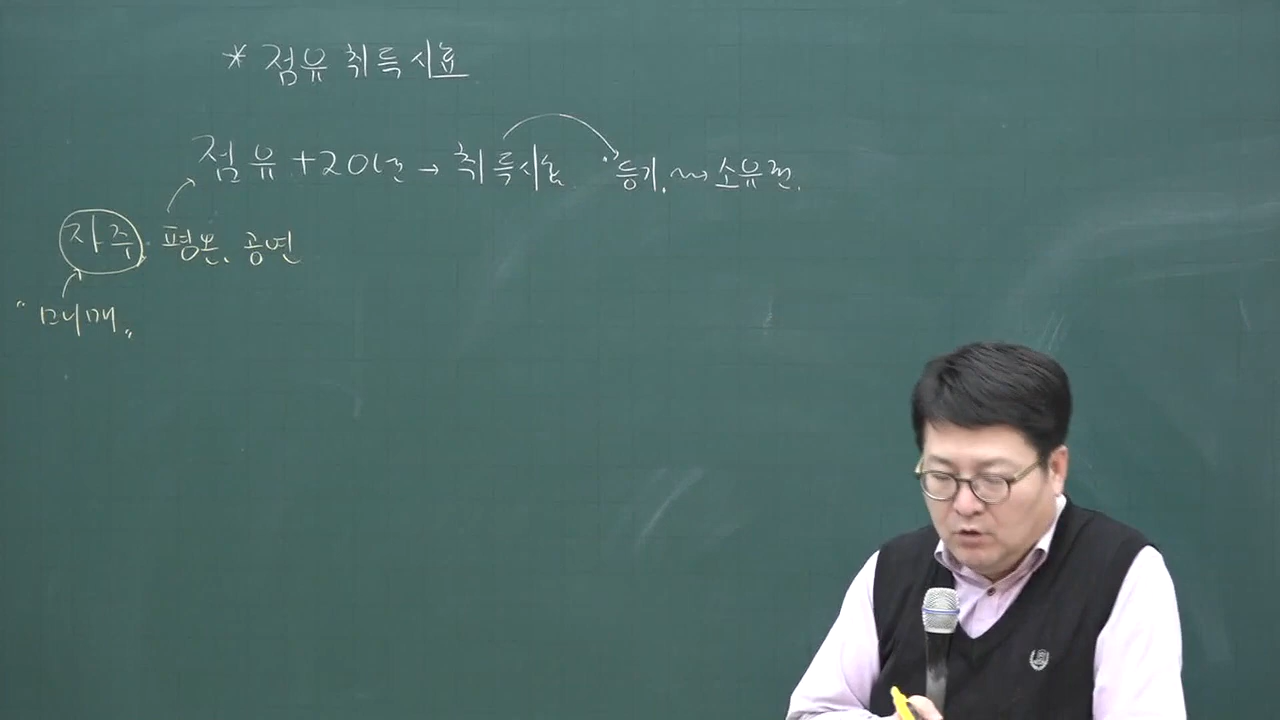 * 점유취득시효
점유 + 20년 → 취득시효 등기. 소유권.
자주. 평온. 공연
"매매"